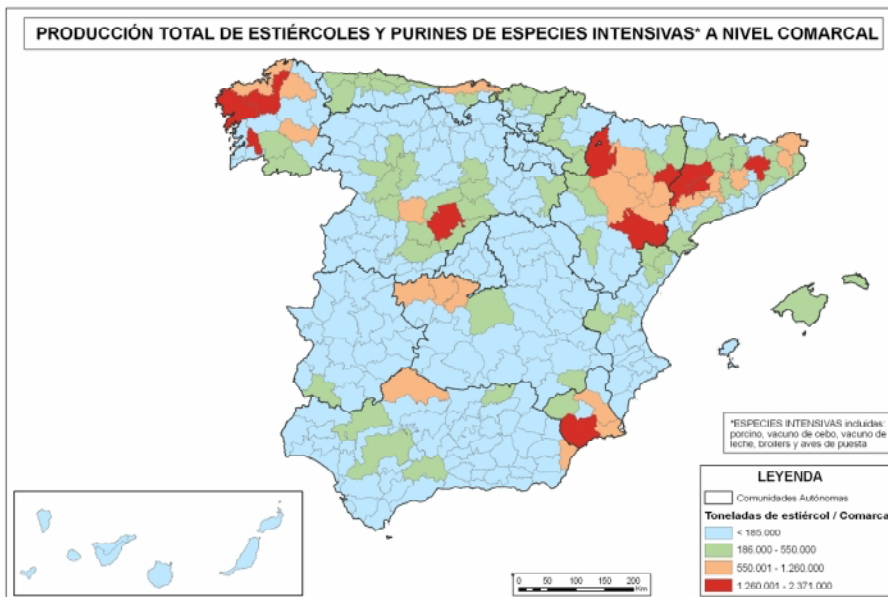 PRODUCCIÓN TOTAL DE ESTIÉRCOLES Y PURINES DE ESPECIES INTENSIVAS* A NIVEL COMARCAL
*ESPECIES INTENSIVAS incluidas:
porcino, vacuno de cebo, vacuno de
leche, broilers y aves de puesta
LEYENDA
Comunidades Autónomas
Toneladas de estiércol / Comarca
< 185.000
186.000 - 550.000
550.001 - 1.260.000
1.260.001 - 2.371.000
0 50 100 150 200
Km